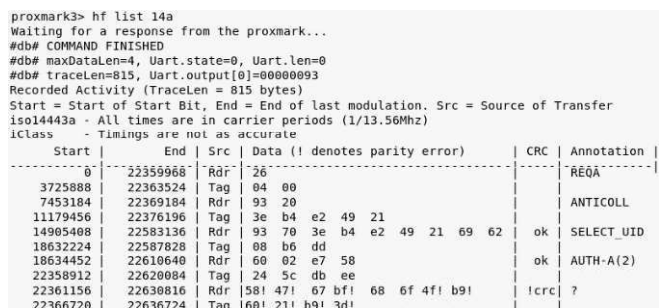 proxmark3> hf list 14a
Waiting for a response from the proxmark...
#db# COMMAND FINISHED
#db# maxDataLen=4, Uart.state=0, Uart.len=0
#db# traceLen=815, Uart.output[0]=00000093
Recorded Activity (TraceLen = 815 bytes)
Start = Start of Start Bit, End = End of last modulation. Src = Source of Transfer
iso14443a - All times are in carrier periods (1/13.56Mhz)
iClass - Timings are not as accurate
Start | End | Src | Data (! denotes parity error) | CRC | Annotation |
-----------|-----------|-----|-----------------------------------|-----|------------|
0 | 22359968 | Rdr | 26 | | REQA
3725888 | 22363524 | Tag | 04 00 | |
7453184 | 22369184 | Rdr | 93 20 | | ANTICOLL
11179456 | 22376196 | Tag | 3e b4 e2 49 21 | |
14905408 | 22583136 | Rdr | 93 70 3e b4 e2 49 21 69 62 | ok | SELECT_UID
18632224 | 22587828 | Tag | 08 b6 dd | |
18634452 | 22610640 | Rdr | 60 02 e7 58 | ok | AUTH-A(2)
22358912 | 22620084 | Tag | 24 5c db ee | |
22361156 | 22630816 | Rdr |58! 47! 67 bf! 68 6f 4f! b9! | !crc| ?
22366720 | 22636724 | Tag |60! 21! b9! 3d! | |